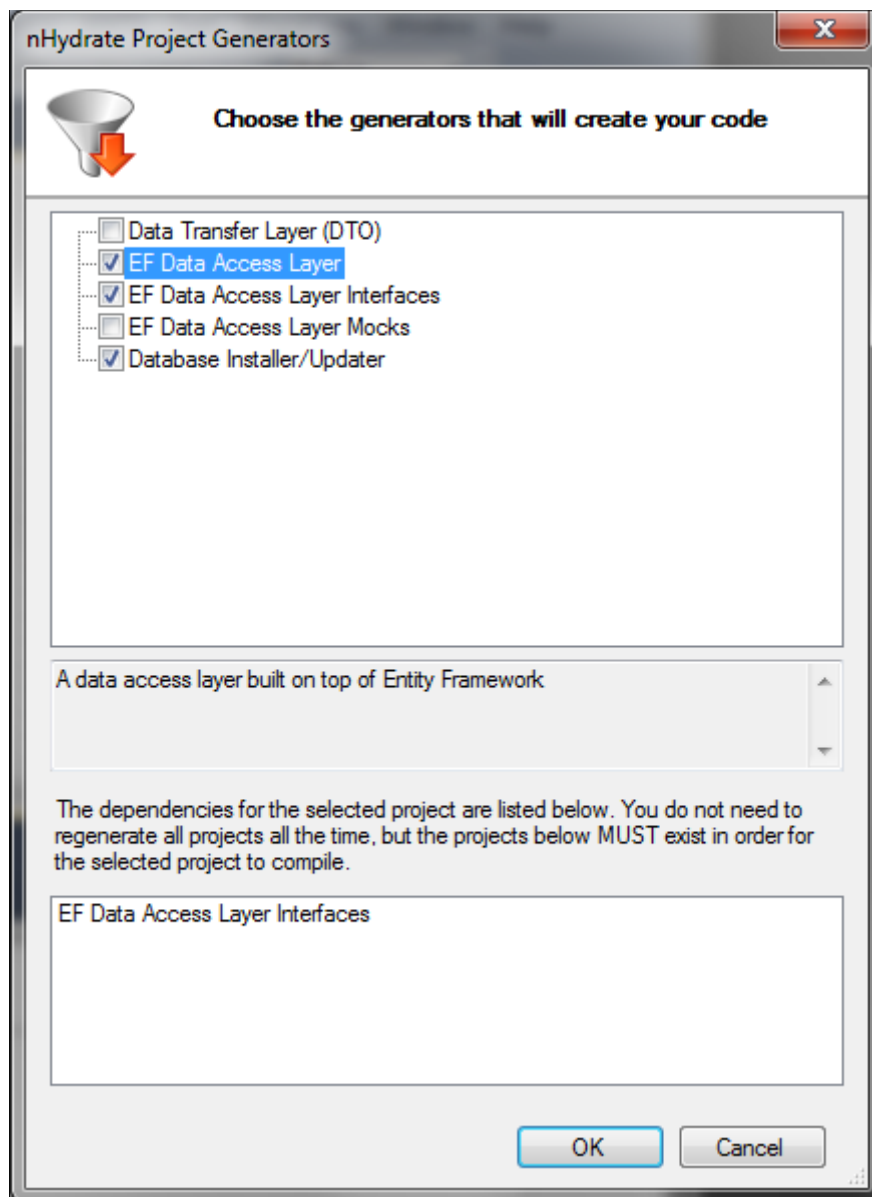 nHydrate Project Generators
Choose the generators that will create your code
Data Transfer Layer (DTO)
EF Data Access Layer
EF Data Access Layer Interfaces
EF Data Access Layer Mocks
Database Installer/Updater
A data access layer built on top of Entity Framework
The dependencies for the selected project are listed below. You do not need to
regenerate all projects all the time, but the projects below MUST exist in order for
the selected project to compile.
EF Data Access Layer Interfaces
OK
Cancel